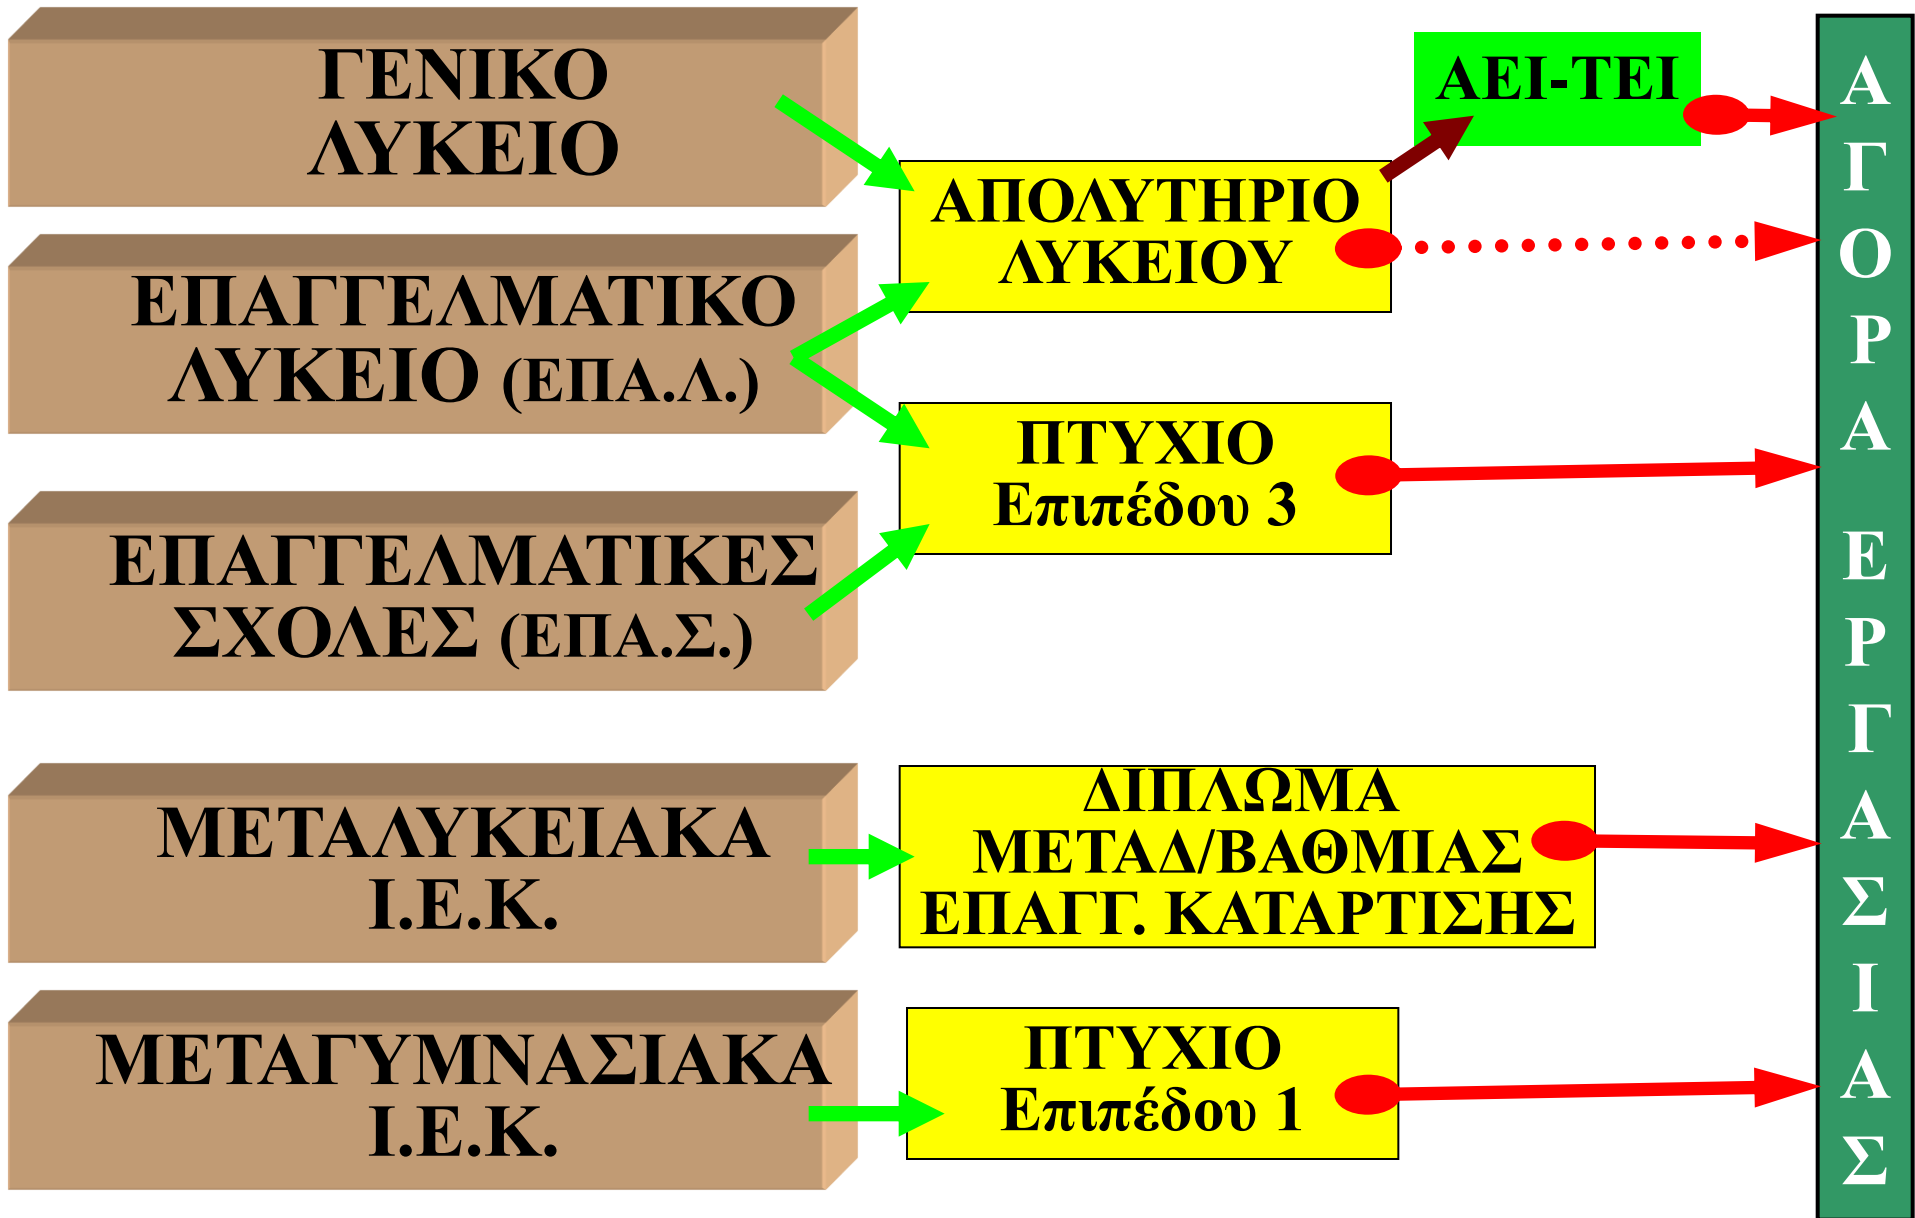 ΓΕΝΙΚΟ
ΛΥΚΕΙΟ
ΕΠΑΓΓΕΛΜΑΤΙΚΟ
ΛΥΚΕΙΟ (ΕΠΑ.Λ.)
ΕΠΑΓΓΕΛΜΑΤΙΚΕΣ
ΣΧΟΛΕΣ (ΕΠΑ.Σ.)
ΜΕΤΑΛΥΚΕΙΑΚΑ
Ι.Ε.Κ.
ΜΕΤΑΓΥΜΝΑΣΙΑΚΑ
Ι.Ε.Κ.
ΑΠΟΛΥΤΗΡΙΟ
ΛΥΚΕΙΟΥ
ΠΤΥΧΙΟ
Επιπέδου 3
ΔΙΠΛΩΜΑ
ΜΕΤΑΔ/ΒΑΘΜΙΑΣ
ΕΠΑΓΓ. ΚΑΤΑΡΤΙΣΗΣ
ΠΤΥΧΙΟ
Επιπέδου 1
ΑΕΙ-ΤΕΙ
ΑΓΟΡΑ ΕΡΓΑΣΙΑΣ